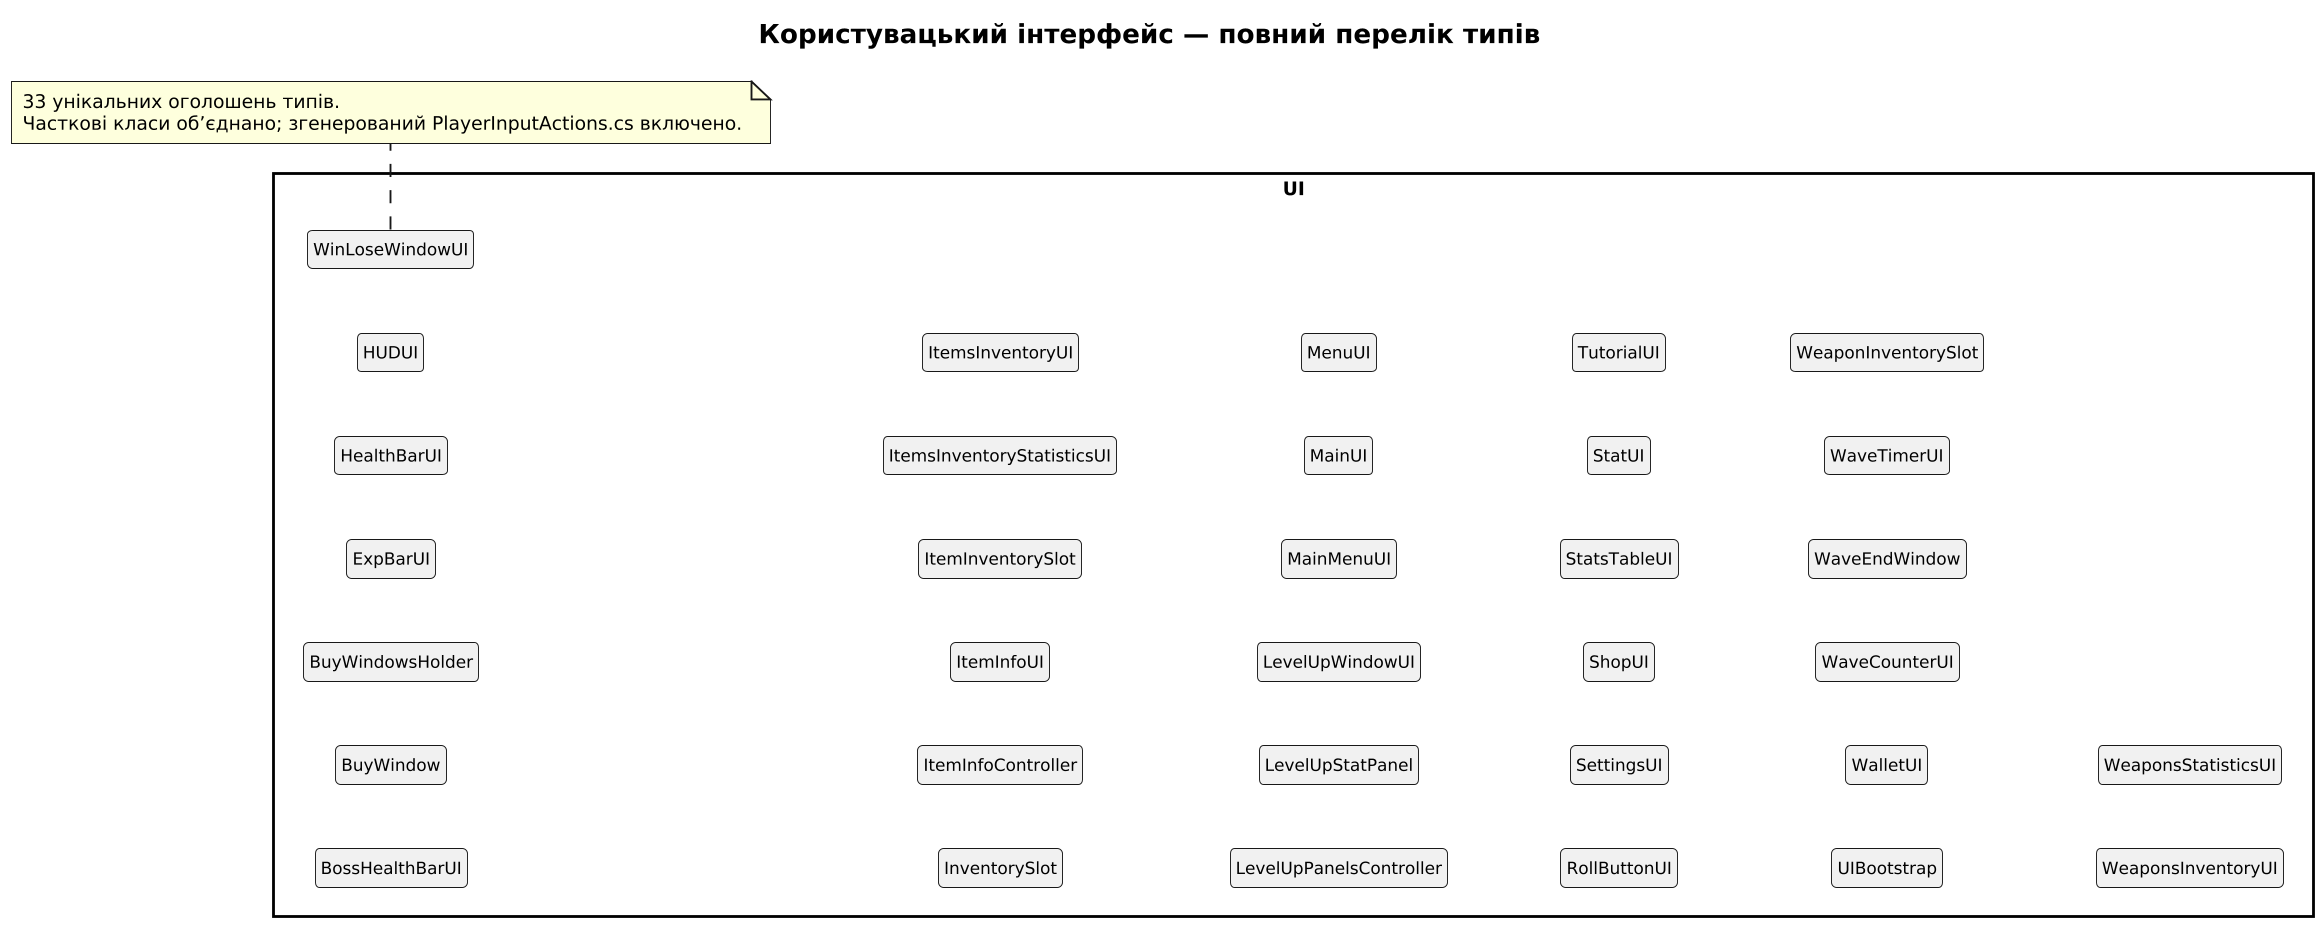 Користувацький інтерфейс — повний перелік типів
33 унікальних оголошень типів.
Часткові класи об’єднано; згенерований PlayerInputActions.cs включено.
UI
WinLoseWindowUI
HUDUI
ItemsInventoryUI
MenuUI
TutorialUI
WeaponInventorySlot
HealthBarUI
ItemsInventoryStatisticsUI
MainUI
StatUI
WaveTimerUI
ExpBarUI
ItemInventorySlot
MainMenuUI
StatsTableUI
WaveEndWindow
BuyWindowsHolder
ItemInfoUI
LevelUpWindowUI
ShopUI
WaveCounterUI
BuyWindow
ItemInfoController
LevelUpStatPanel
SettingsUI
WalletUI
WeaponsStatisticsUI
BossHealthBarUI
InventorySlot
LevelUpPanelsController
RollButtonUI
UIBootstrap
WeaponsInventoryUI